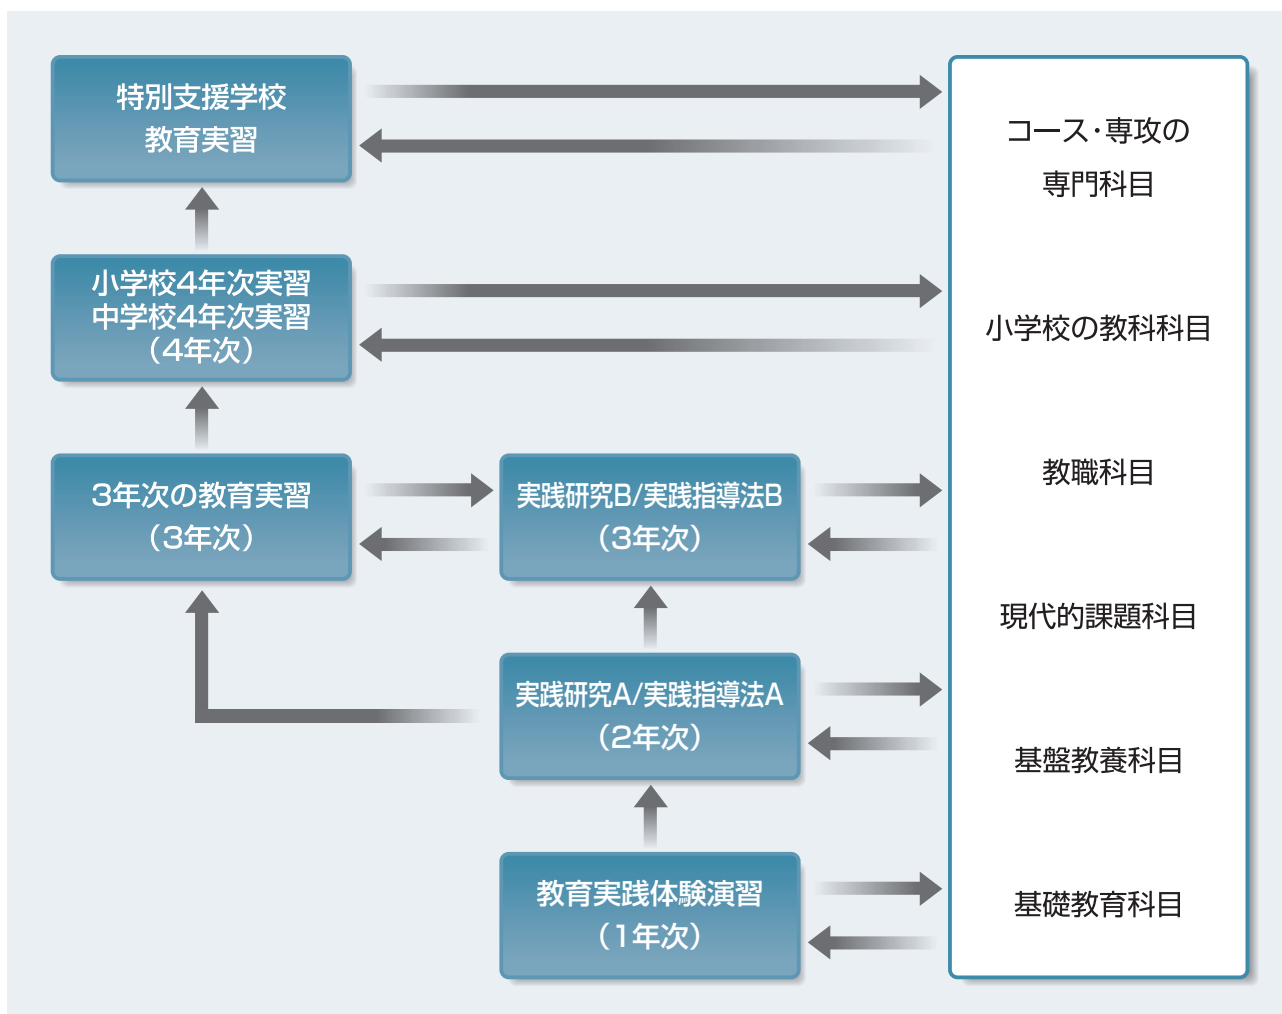 特別支援学校
教育実習
小学校4年次実習
中学校4年次実習
（4年次）
3年次の教育実習
（3年次）
実践研究B/実践指導法B
（3年次）
実践研究A/実践指導法A
（2年次）
教育実践体験演習
（1年次）
コース・専攻の
専門科目
小学校の教科科目
教職科目
現代的課題科目
基盤教養科目
基礎教育科目